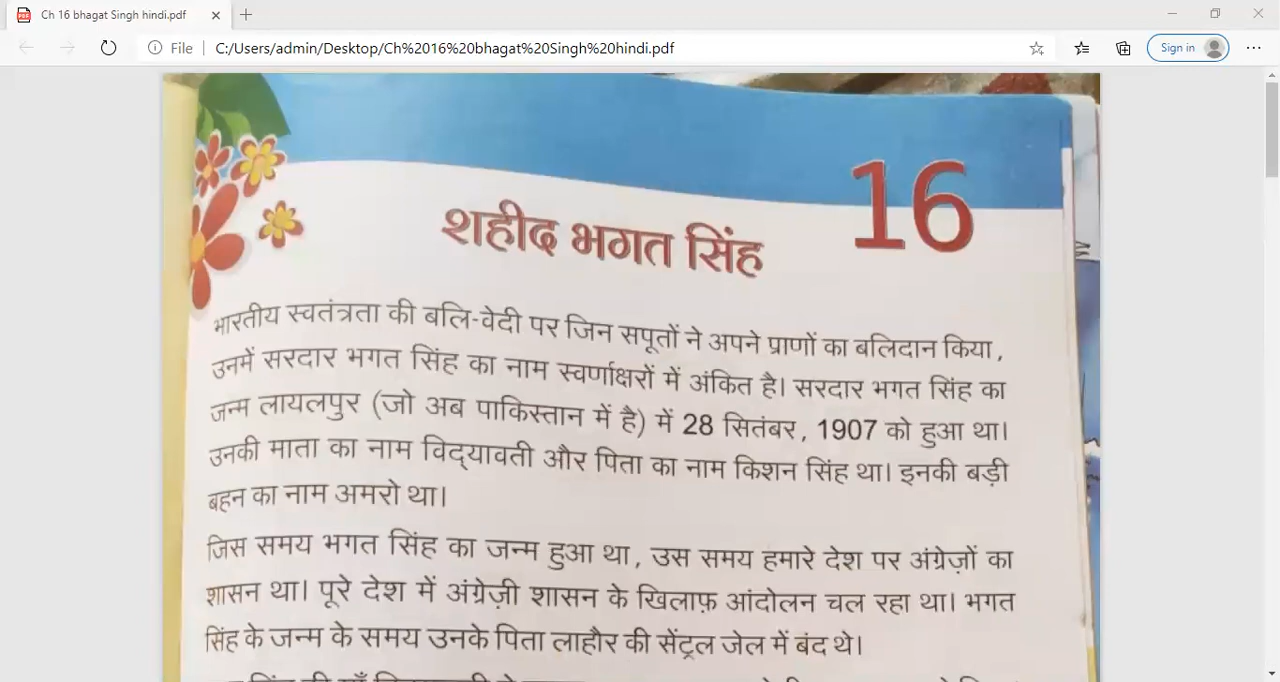 Ch 16 bhagat Singh hindi.pdf
File C:/Users/admin/Desktop/Ch%2016%20bhagat%20Singh%20hindi.pdf Sign in
16
शहीद भगत सिंह
भारतीय स्वतंत्रता की बलि-वेदी पर जिन सपूतों ने अपने प्राणों का बलिदान किया,
उनमें सरदार भगत सिंह का नाम स्वर्णाक्षरों में अंकित है। सरदार भगत सिंह का
जन्म लायलपुर (जो अब पाकिस्तान में है) में 28 सितंबर, 1907 को हुआ था।
उनकी माता का नाम विद्‌यावती और पिता का नाम किशन सिंह था। इनकी बड़ी
बहन का नाम अमरो था।
जिस समय भगत सिंह का जन्म हुआ था, उस समय हमारे देश पर अंग्रेज़ों का
शासन था। पूरे देश में अंग्रेज़ी शासन के खिलाफ़ आंदोलन चल रहा था। भगत
सिंह के जन्म के समय उनके पिता लाहौर की सेंट्रल जेल में बंद थे।